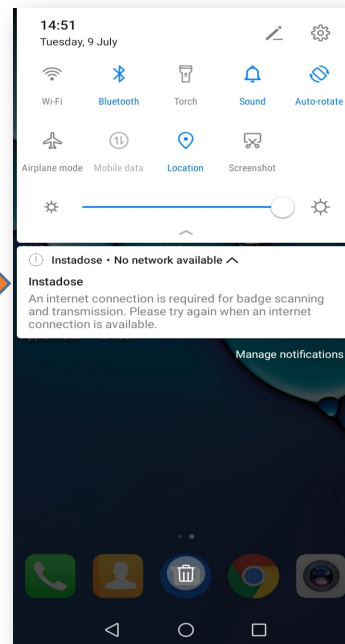 14:51
Tuesday, 9 July
Wi-Fi Bluetooth Torch Sound Auto-rotate
Airplane mode Mobile data Location Screenshot
Instadose • No network available
Instadose
An internet connection is required for badge scanning
and transmission. Please try again when an internet
connection is available.
Manage notifications